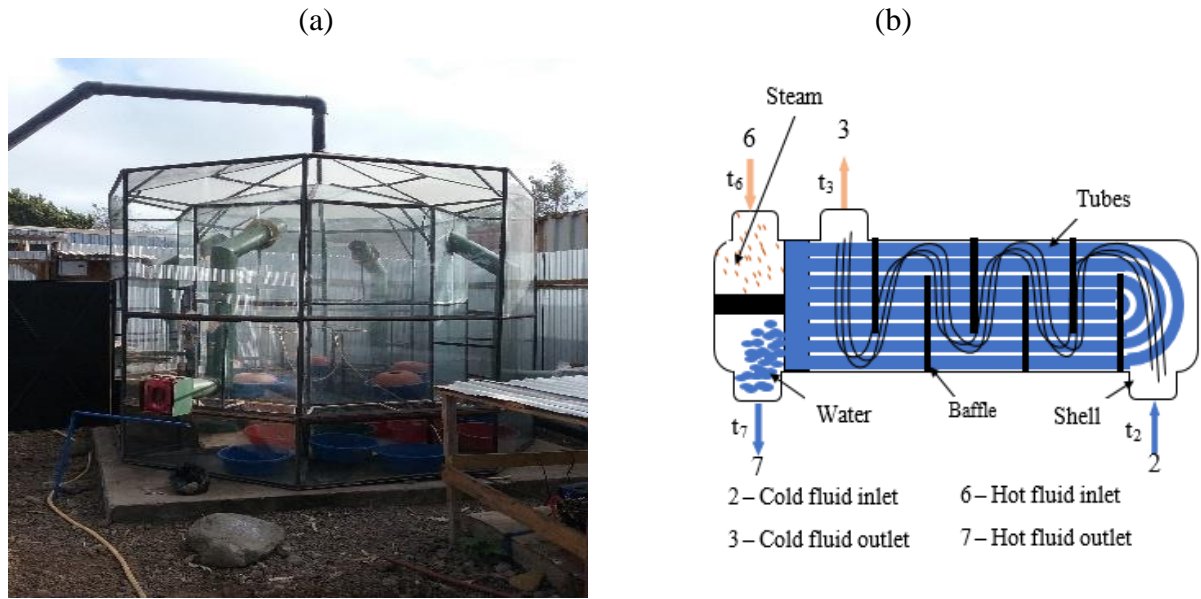 (a)
(b)
Steam
6
3
t6
t3
Tubes
Water
Baffle
Shell
t7
t2
7
2
2 – Cold fluid inlet
6 – Hot fluid inlet
3 – Cold fluid outlet
7 – Hot fluid outlet